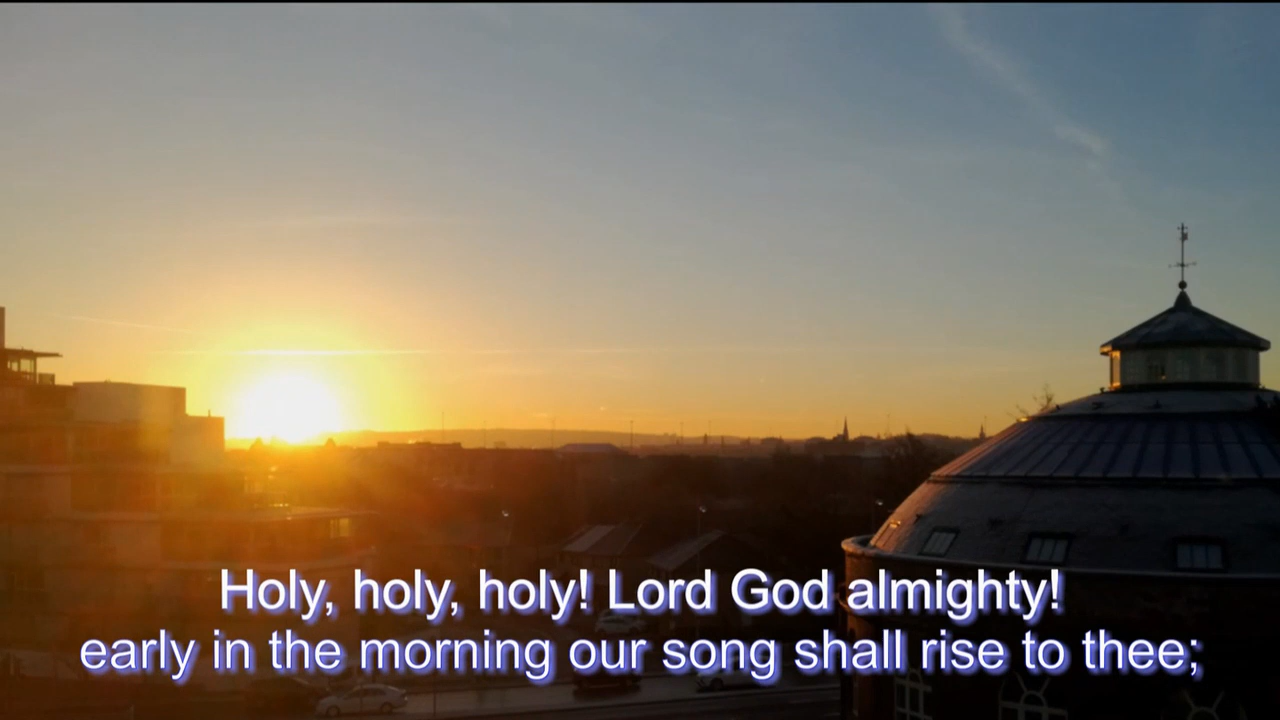 Holy, holy, holy! Lord God almighty!
early in the morning our song shall rise to thee;